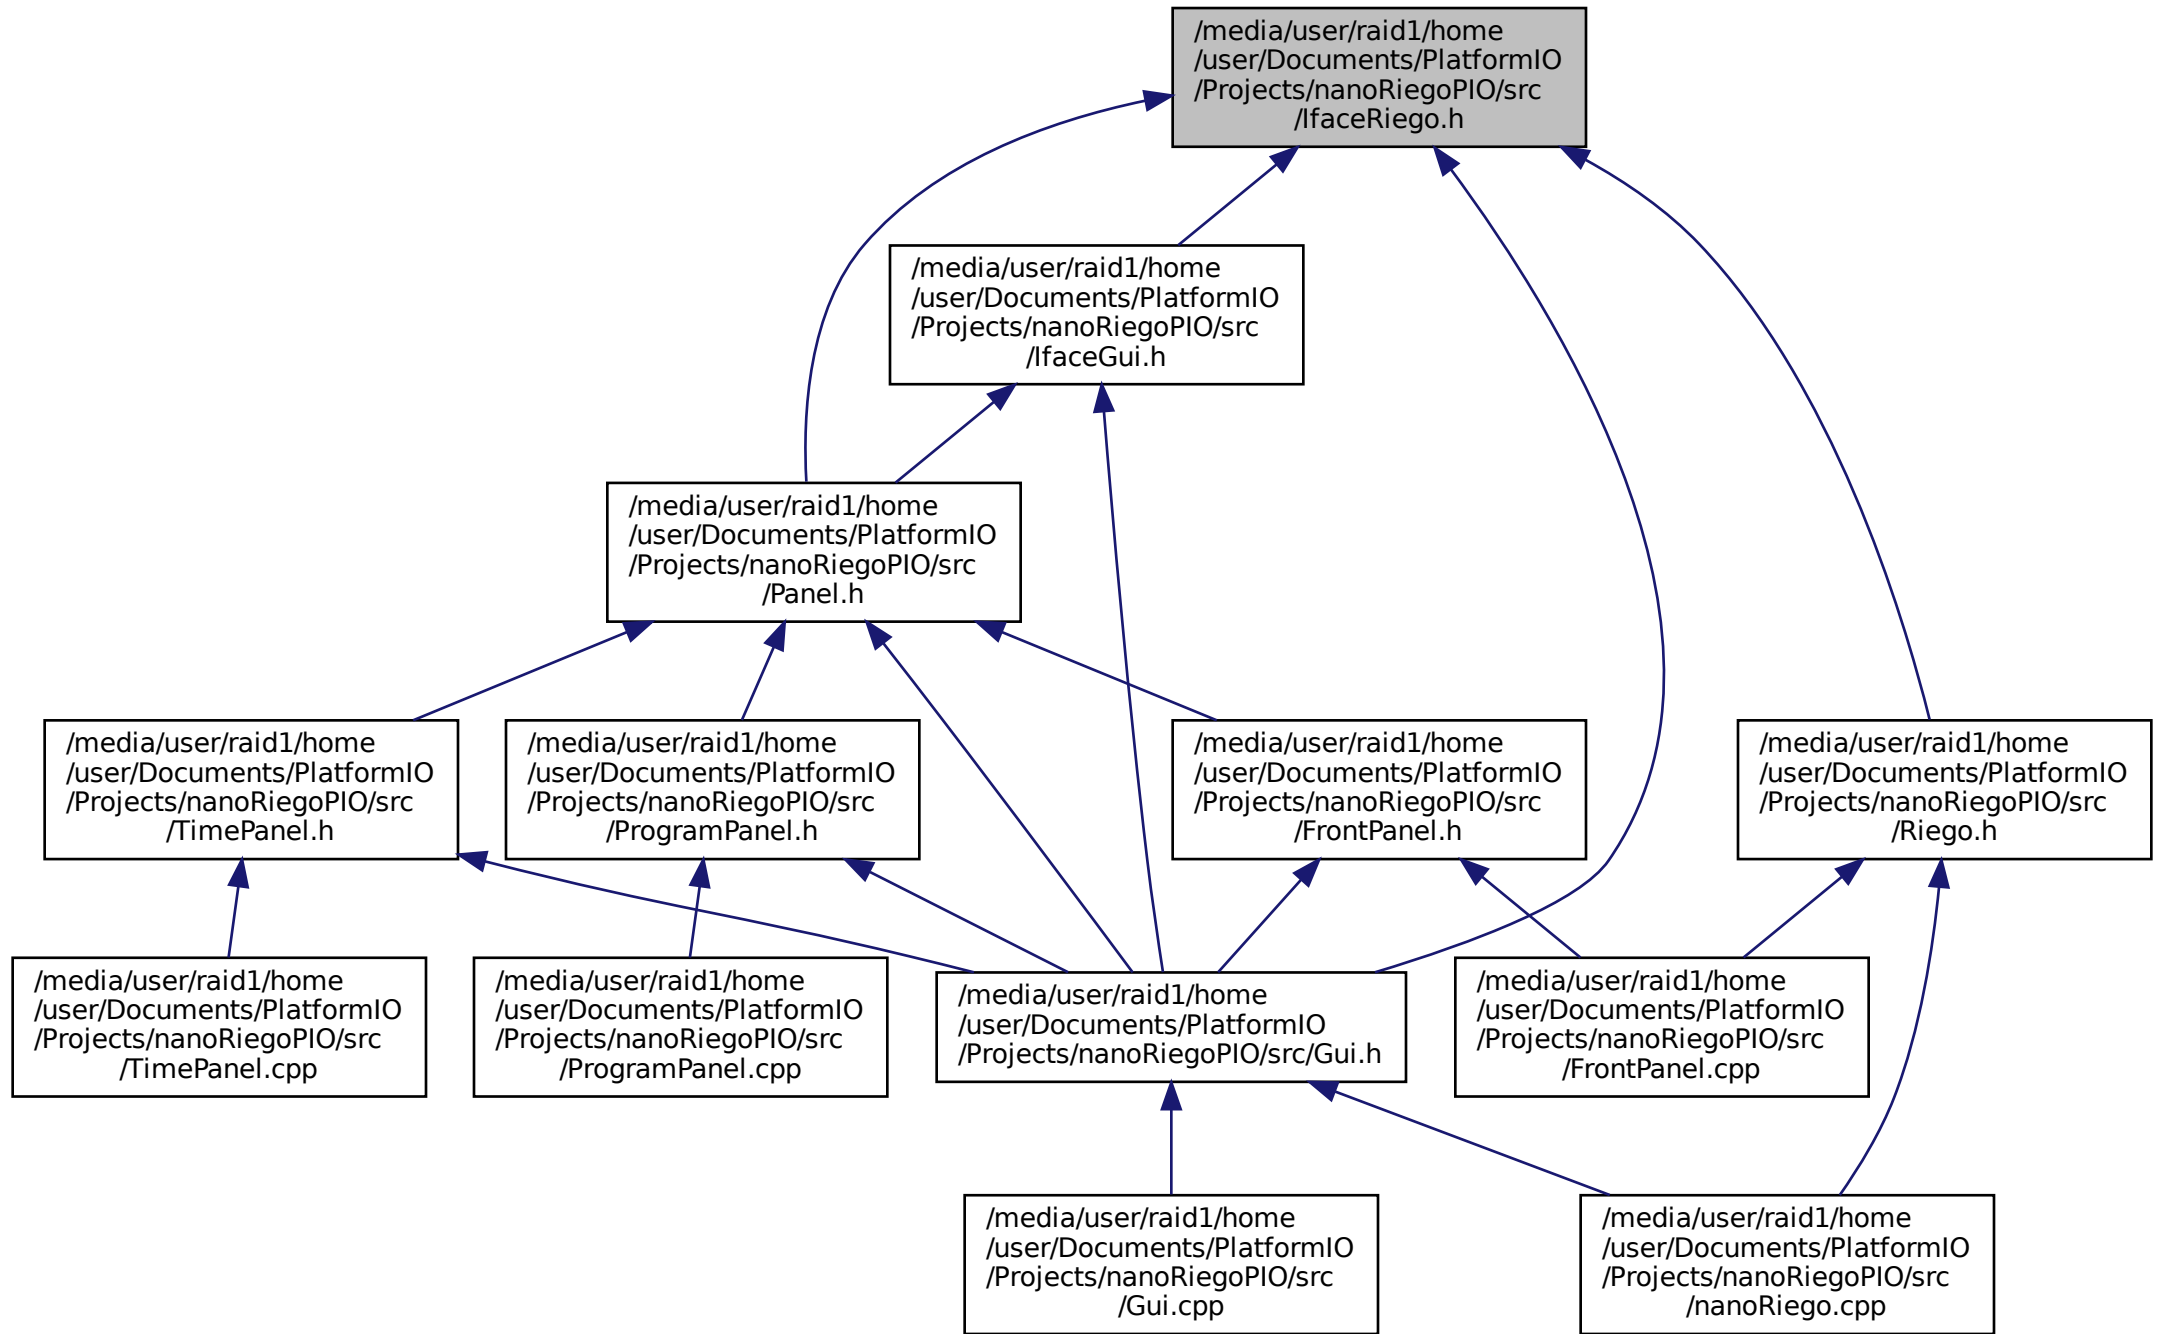 /media/user/raid1/home
/user/Documents/PlatformIO
/Projects/nanoRiegoPIO/src
/IfaceRiego.h
/media/user/raid1/home
/user/Documents/PlatformIO
/Projects/nanoRiegoPIO/src
/IfaceGui.h
/media/user/raid1/home
/user/Documents/PlatformIO
/Projects/nanoRiegoPIO/src
/Panel.h
/media/user/raid1/home
/user/Documents/PlatformIO
/Projects/nanoRiegoPIO/src
/TimePanel.h
/media/user/raid1/home
/user/Documents/PlatformIO
/Projects/nanoRiegoPIO/src
/ProgramPanel.h
/media/user/raid1/home
/user/Documents/PlatformIO
/Projects/nanoRiegoPIO/src
/FrontPanel.h
/media/user/raid1/home
/user/Documents/PlatformIO
/Projects/nanoRiegoPIO/src
/Riego.h
/media/user/raid1/home
/user/Documents/PlatformIO
/Projects/nanoRiegoPIO/src
/TimePanel.cpp
/media/user/raid1/home
/user/Documents/PlatformIO
/Projects/nanoRiegoPIO/src
/ProgramPanel.cpp
/media/user/raid1/home
/user/Documents/PlatformIO
/Projects/nanoRiegoPIO/src/Gui.h
/media/user/raid1/home
/user/Documents/PlatformIO
/Projects/nanoRiegoPIO/src
/FrontPanel.cpp
/media/user/raid1/home
/user/Documents/PlatformIO
/Projects/nanoRiegoPIO/src
/Gui.cpp
/media/user/raid1/home
/user/Documents/PlatformIO
/Projects/nanoRiegoPIO/src
/nanoRiego.cpp